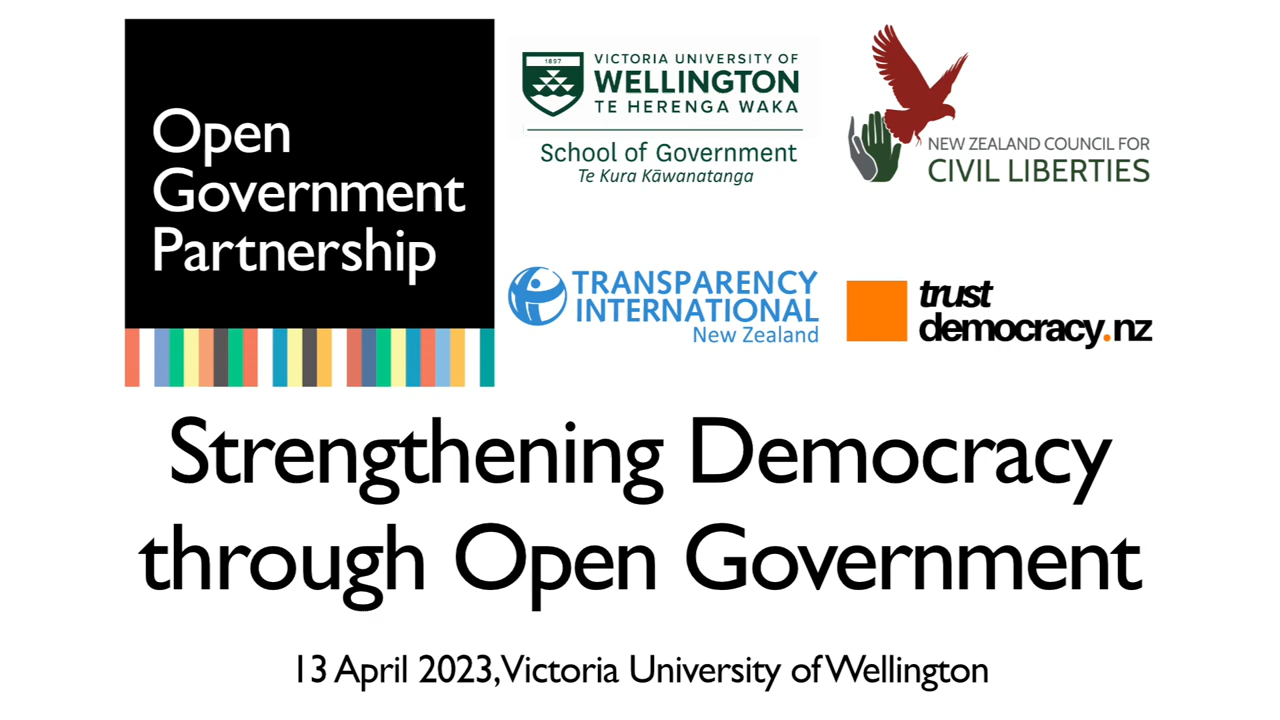 Open
Government
Partnership
1897
VICTORIA UNIVERSITY OF
WELLINGTON
TE HERENGA WAKA
School of Government
Te Kura Kāwanatanga
NEW ZEALAND COUNCIL FOR
CIVIL LIBERTIES
TRANSPARENCY
INTERNATIONAL
New Zealand
trust
democracy.nz
Strengthening Democracy
through Open Government
13 April 2023, Victoria University of Wellington